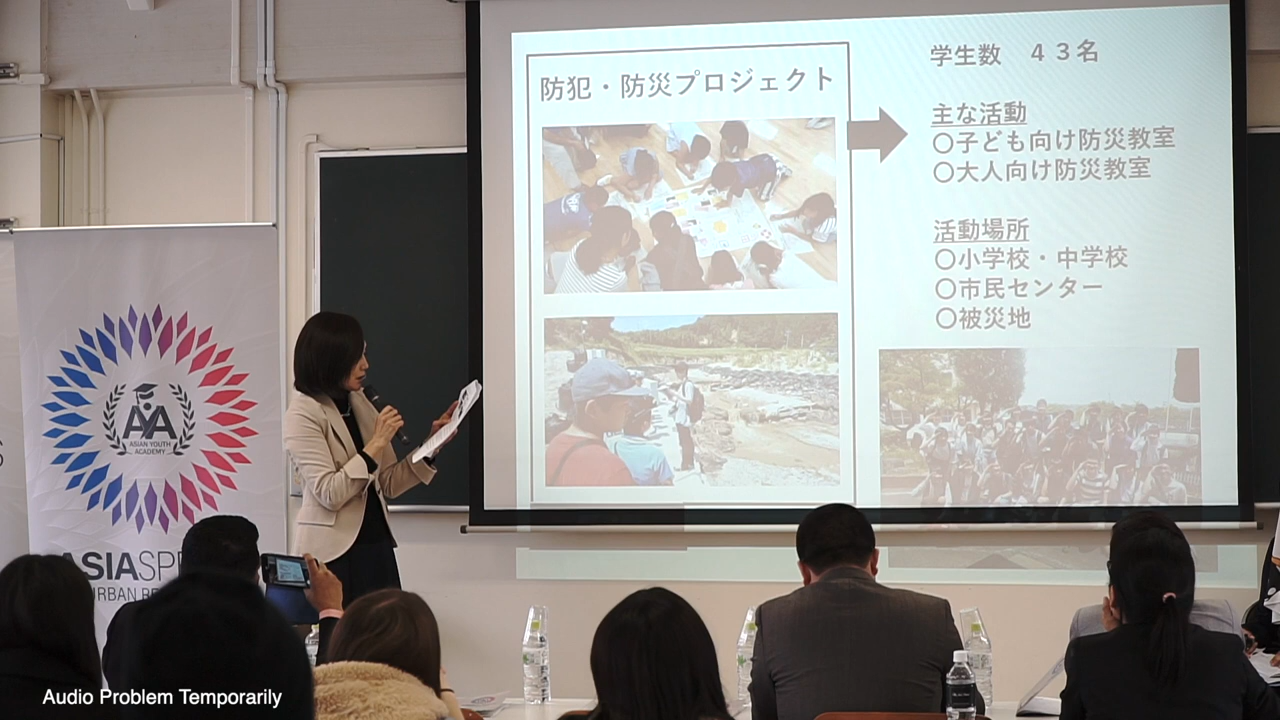 防犯・防災プロジェクト
学生数 43名
主な活動
○子ども向け防災教室
○大人向け防災教室
活動場所
○小学校・中学校
○市民センター
○被災地
AYA
ASIAN YOUTH
ACADEMY
Audio Problem Temporarily